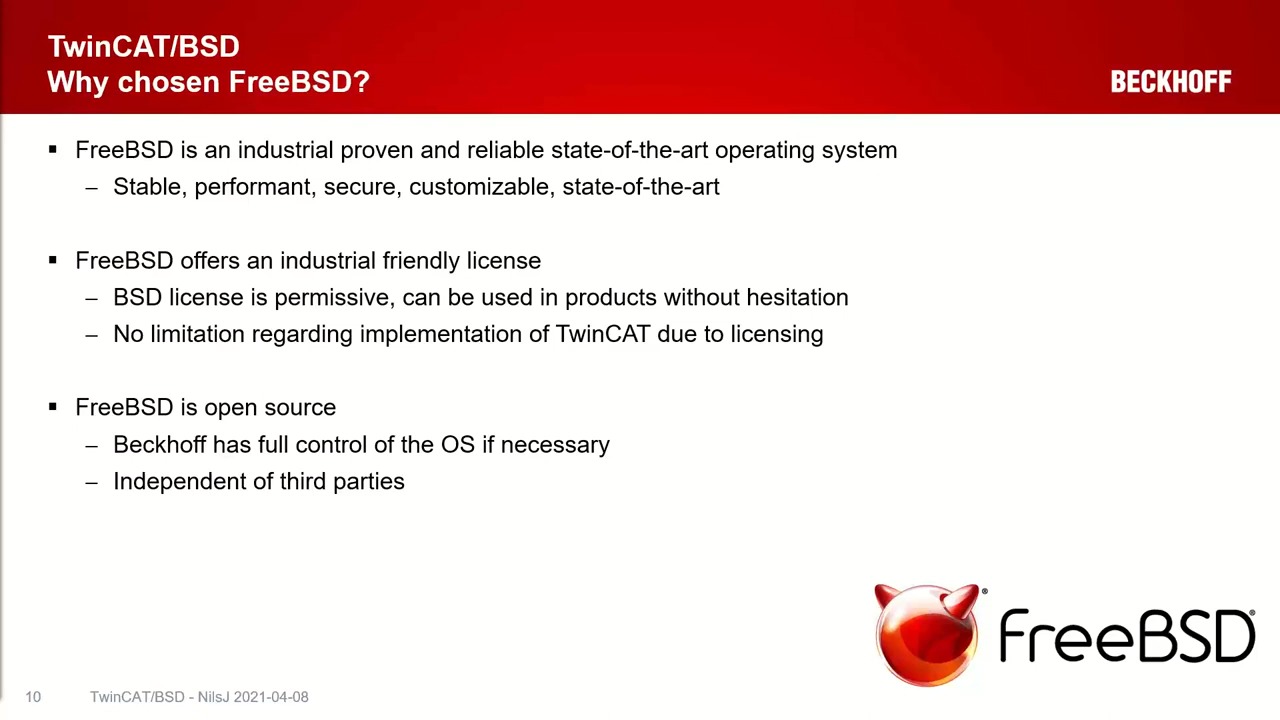 TwinCAT/BSD
Why chosen FreeBSD?
BECKHOFF
▪ FreeBSD is an industrial proven and reliable state-of-the-art operating system
– Stable, performant, secure, customizable, state-of-the-art
▪ FreeBSD offers an industrial friendly license
– BSD license is permissive, can be used in products without hesitation
– No limitation regarding implementation of TwinCAT due to licensing
▪ FreeBSD is open source
– Beckhoff has full control of the OS if necessary
– Independent of third parties
® FreeBSD®
10 TwinCAT/BSD - NilsJ 2021-04-08